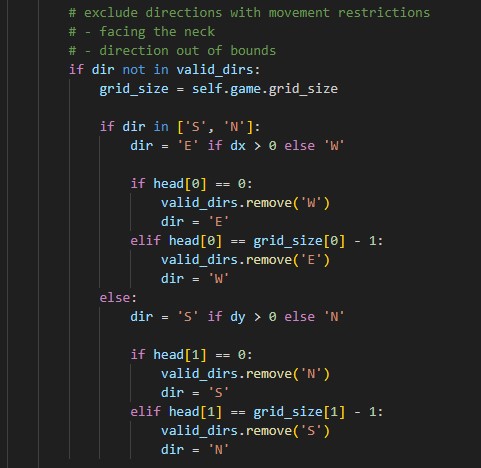 # exclude directions with movement restrictions
# - facing the neck
# - direction out of bounds
if dir not in valid_dirs:
    grid_size = self.game.grid_size

    if dir in ['S', 'N']:
        dir = 'E' if dx > 0 else 'W'

        if head[0] == 0:
            valid_dirs.remove('W')
            dir = 'E'
        elif head[0] == grid_size[0] - 1:
            valid_dirs.remove('E')
            dir = 'W'
    else:
        dir = 'S' if dy > 0 else 'N'

        if head[1] == 0:
            valid_dirs.remove('N')
            dir = 'S'
        elif head[1] == grid_size[1] - 1:
            valid_dirs.remove('S')
            dir = 'N'